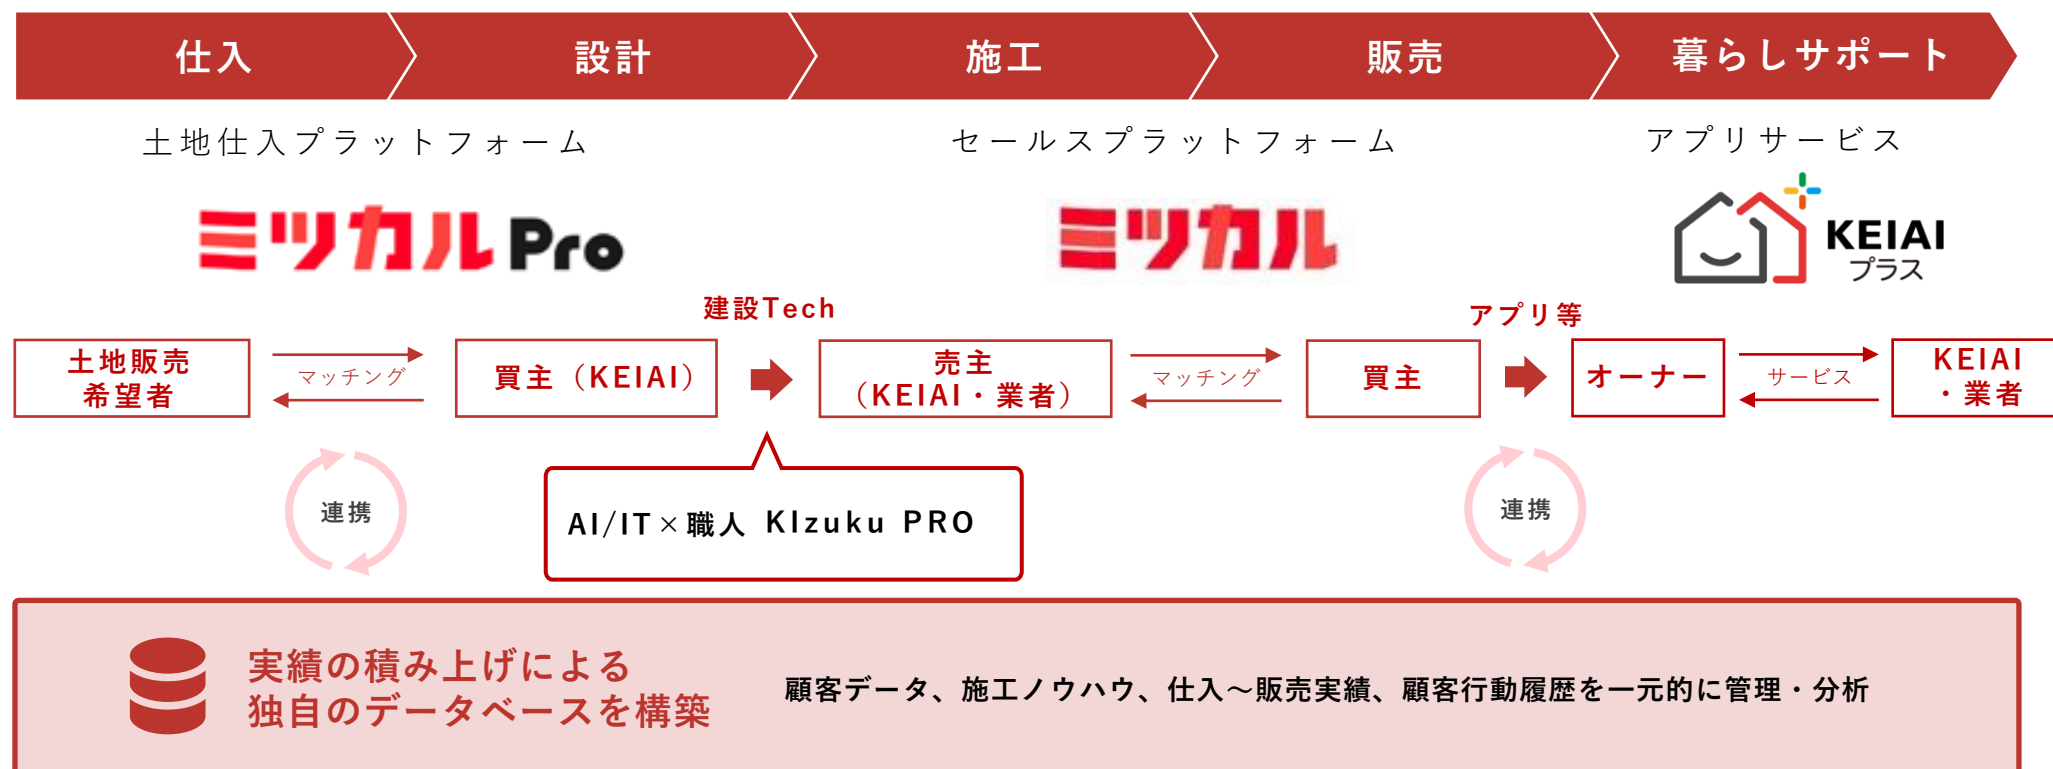 仕入
設計
施工
販売
暮らしサポート
土地仕入プラットフォーム
セールスプラットフォーム
アプリサービス
ミツカル Pro
ミツカル
KEIAI
プラス
建設Tech
アプリ等
土地販売
希望者
マッチング
買主（KEIAI）
売主
（KEIAI・業者）
マッチング
買主
オーナー
サービス
KEIAI
・業者
連携
AI/IT×職人 KIzuku PRO
連携
実績の積み上げによる
独自のデータベースを構築
顧客データ、施工ノウハウ、仕入～販売実績、顧客行動履歴を一元的に管理・分析